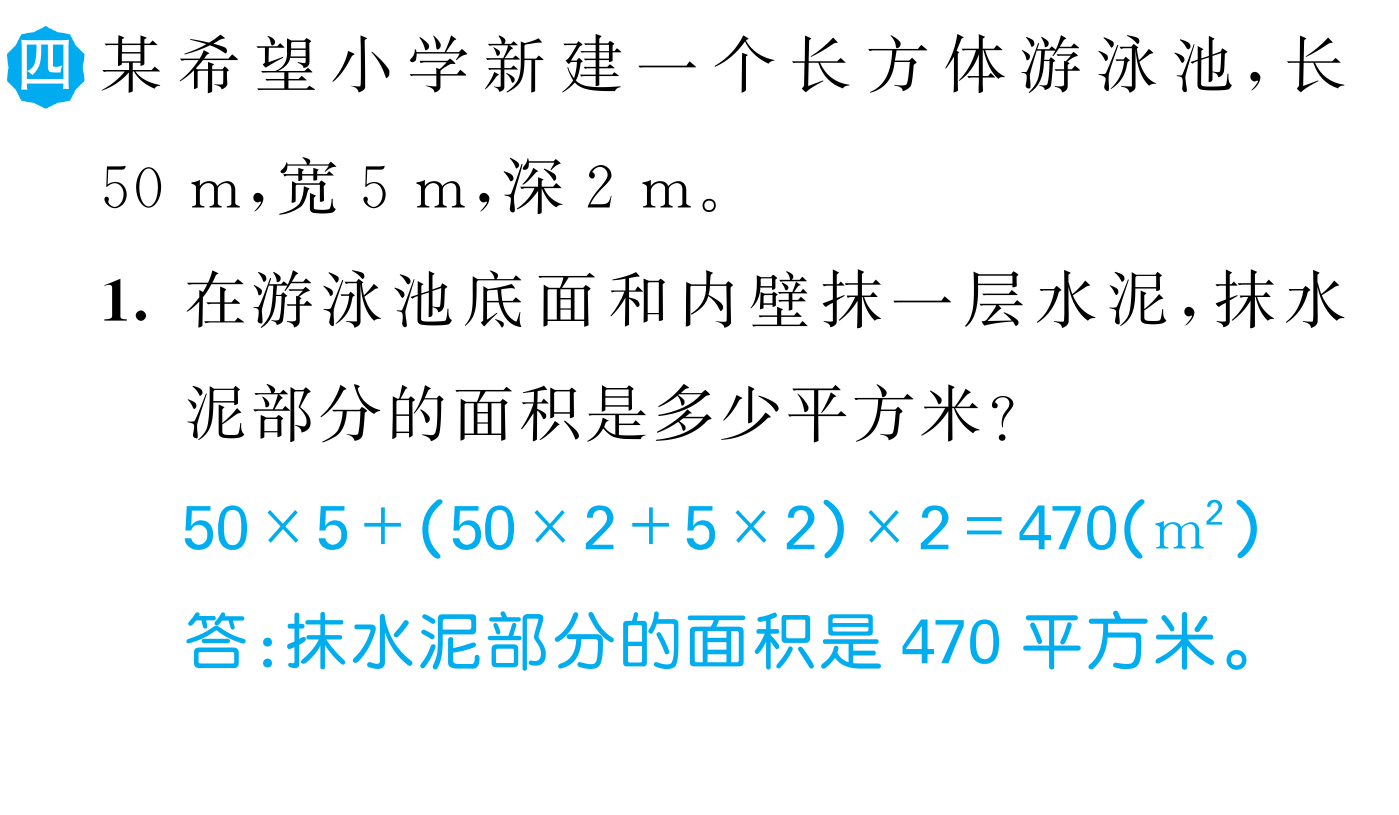 四 某希望小学新建一个长方体游泳池,长
50 m,宽 5 m,深 2 m。
1. 在游泳池底面和内壁抹一层水泥,抹水
泥部分的面积是多少平方米?
50×5+(50×2+5×2)×2=470(m²)
答:抹水泥部分的面积是 470 平方米。